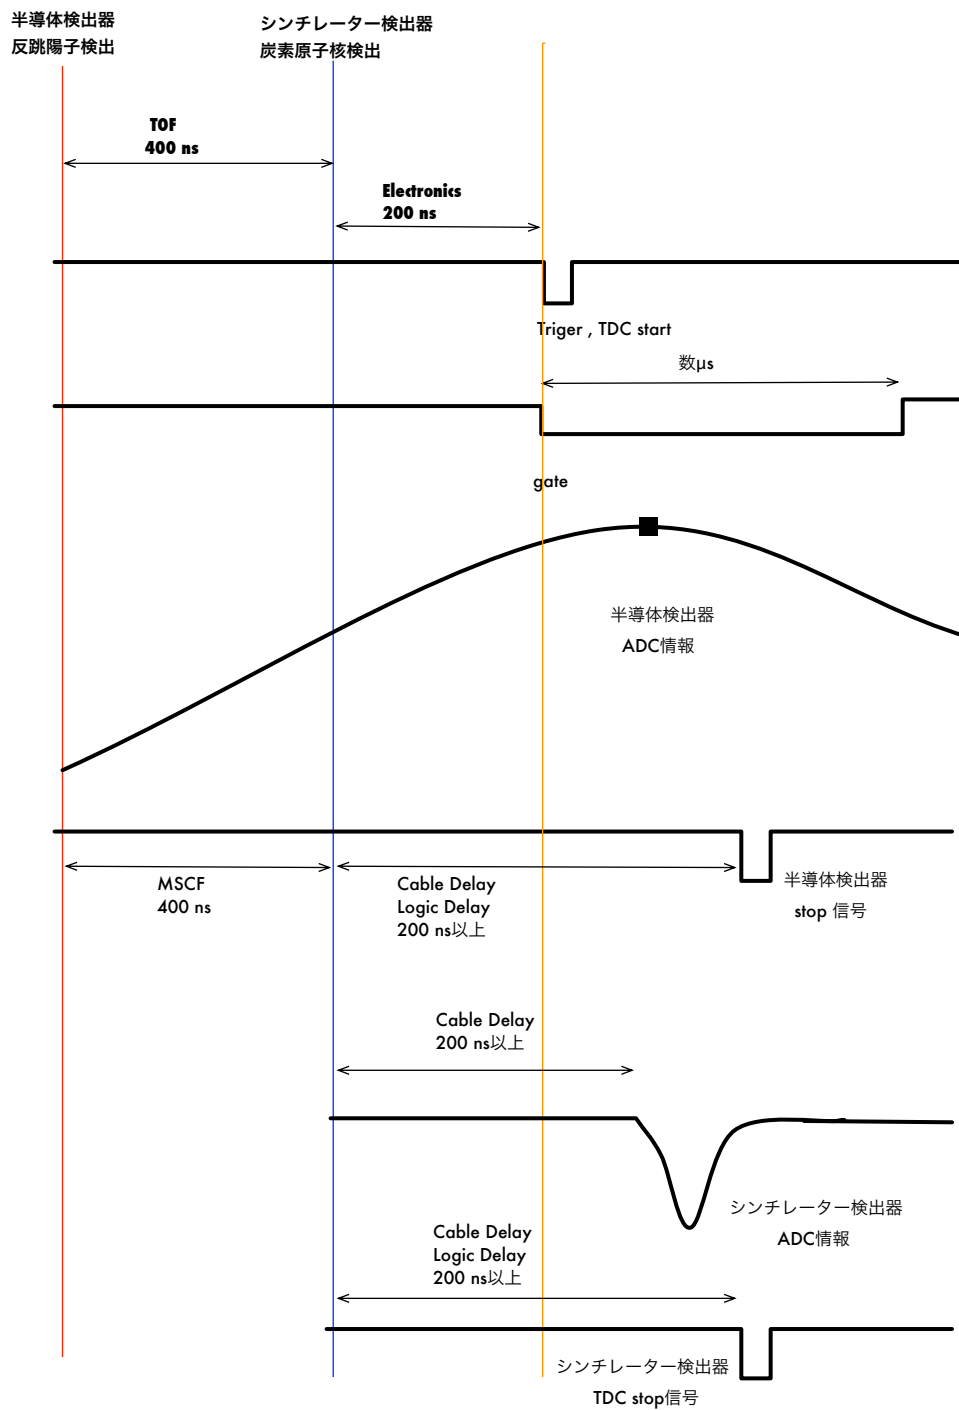 半導体検出器
反跳陽子検出
シンチレーター検出器
炭素原子核検出
TOF
400 ns
Electronics
200 ns
Triger , TDC start
数μs
gate
半導体検出器
ADC情報
MSCF
400 ns
Cable Delay
Logic Delay
200 ns以上
半導体検出器
stop 信号
Cable Delay
200 ns以上
シンチレーター検出器
ADC情報
Cable Delay
Logic Delay
200 ns以上
シンチレーター検出器
TDC stop信号